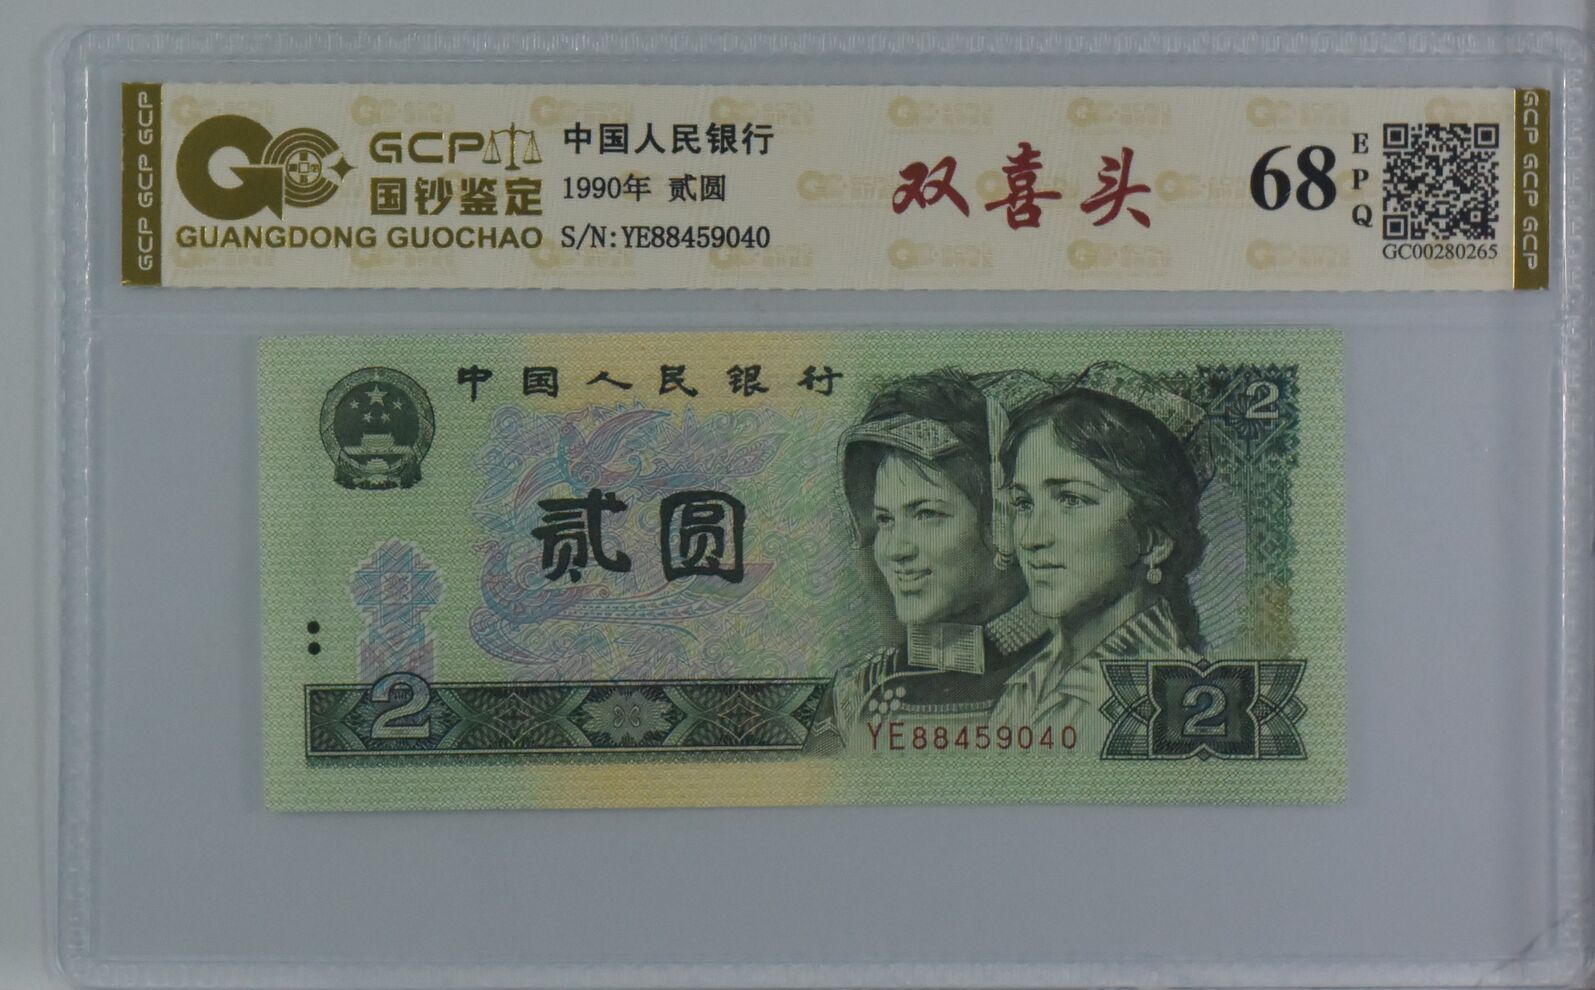 GCP GCP GCP
GCP
国钞鉴定
GUANGDONG GUOCHAO
中国人民银行
1990年 贰圆
S/N:YE88459040
双喜头
68
EPQ
GC00280265
GCP GCP GCP
中国人民银行
2
贰圆
2
YE88459040
2